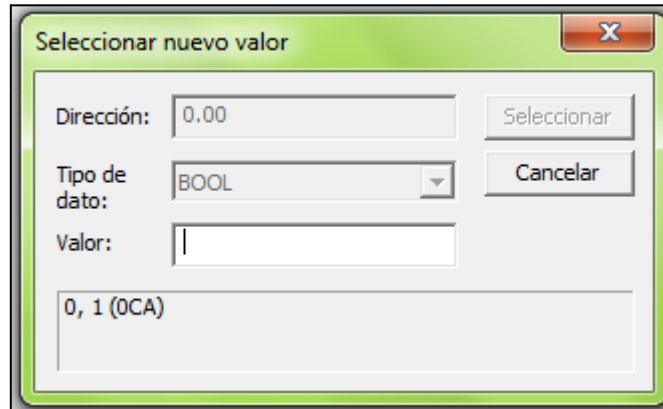 Seleccionar nuevo valor
Dirección:
0.00
Seleccionar
Tipo de
dato:
BOOL
Cancelar
Valor:
0, 1 (0CA)